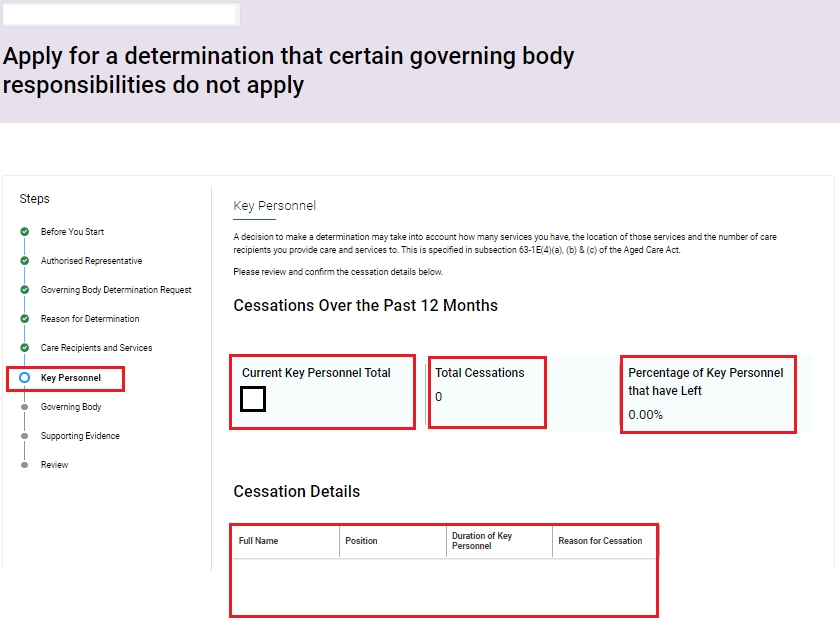 Apply for a determination that certain governing body
responsibilities do not apply
Steps
Before You Start
Authorised Representative
Governing Body Determination Request
Reason for Determination
Care Recipients and Services
Key Personnel
Governing Body
Supporting Evidence
Review
Key Personnel
A decision to make a determination may take into account how many services you have, the location of those services and the number of care
recipients you provide care and services to. This is specified in subsection 63-1E(4)(a), (b) & (c) of the Aged Care Act.
Please review and confirm the cessation details below.
Cessations Over the Past 12 Months
Current Key Personnel Total
Total Cessations
0
Percentage of Key Personnel
that have Left
0.00%
Cessation Details
Full Name
Position
Duration of Key
Personnel
Reason for Cessation